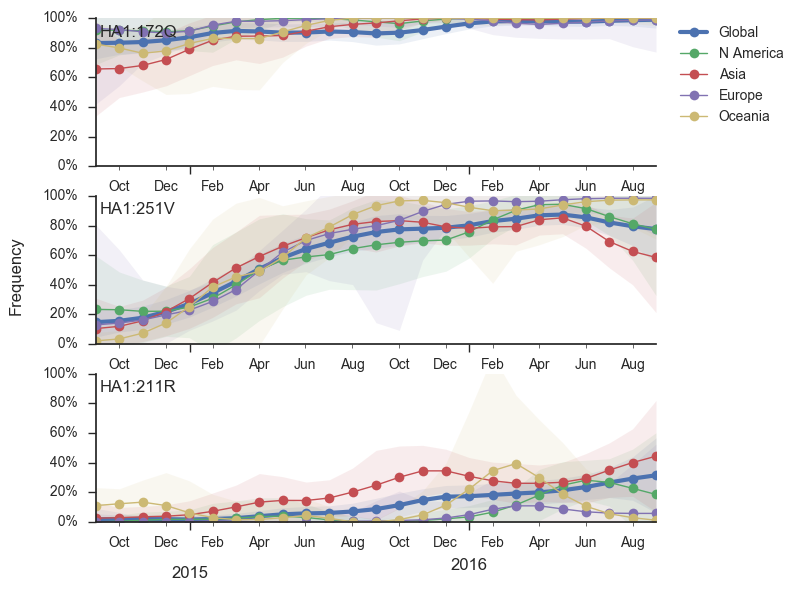 HA1:172Q
100%
80%
60%
40%
20%
0%
Oct Dec Feb Apr Jun Aug Oct Dec Feb Apr Jun Aug
Global
N America
Asia
Europe
Oceania
HA1:251V
100%
80%
60%
40%
20%
0%
Oct Dec Feb Apr Jun Aug Oct Dec Feb Apr Jun Aug
Frequency
HA1:211R
100%
80%
60%
40%
20%
0%
Oct Dec Feb Apr Jun Aug Oct Dec Feb Apr Jun Aug
2015 2016